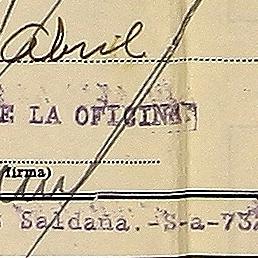 Abril
E LA OFICINA
firma)
Saldaña.-S-a-73